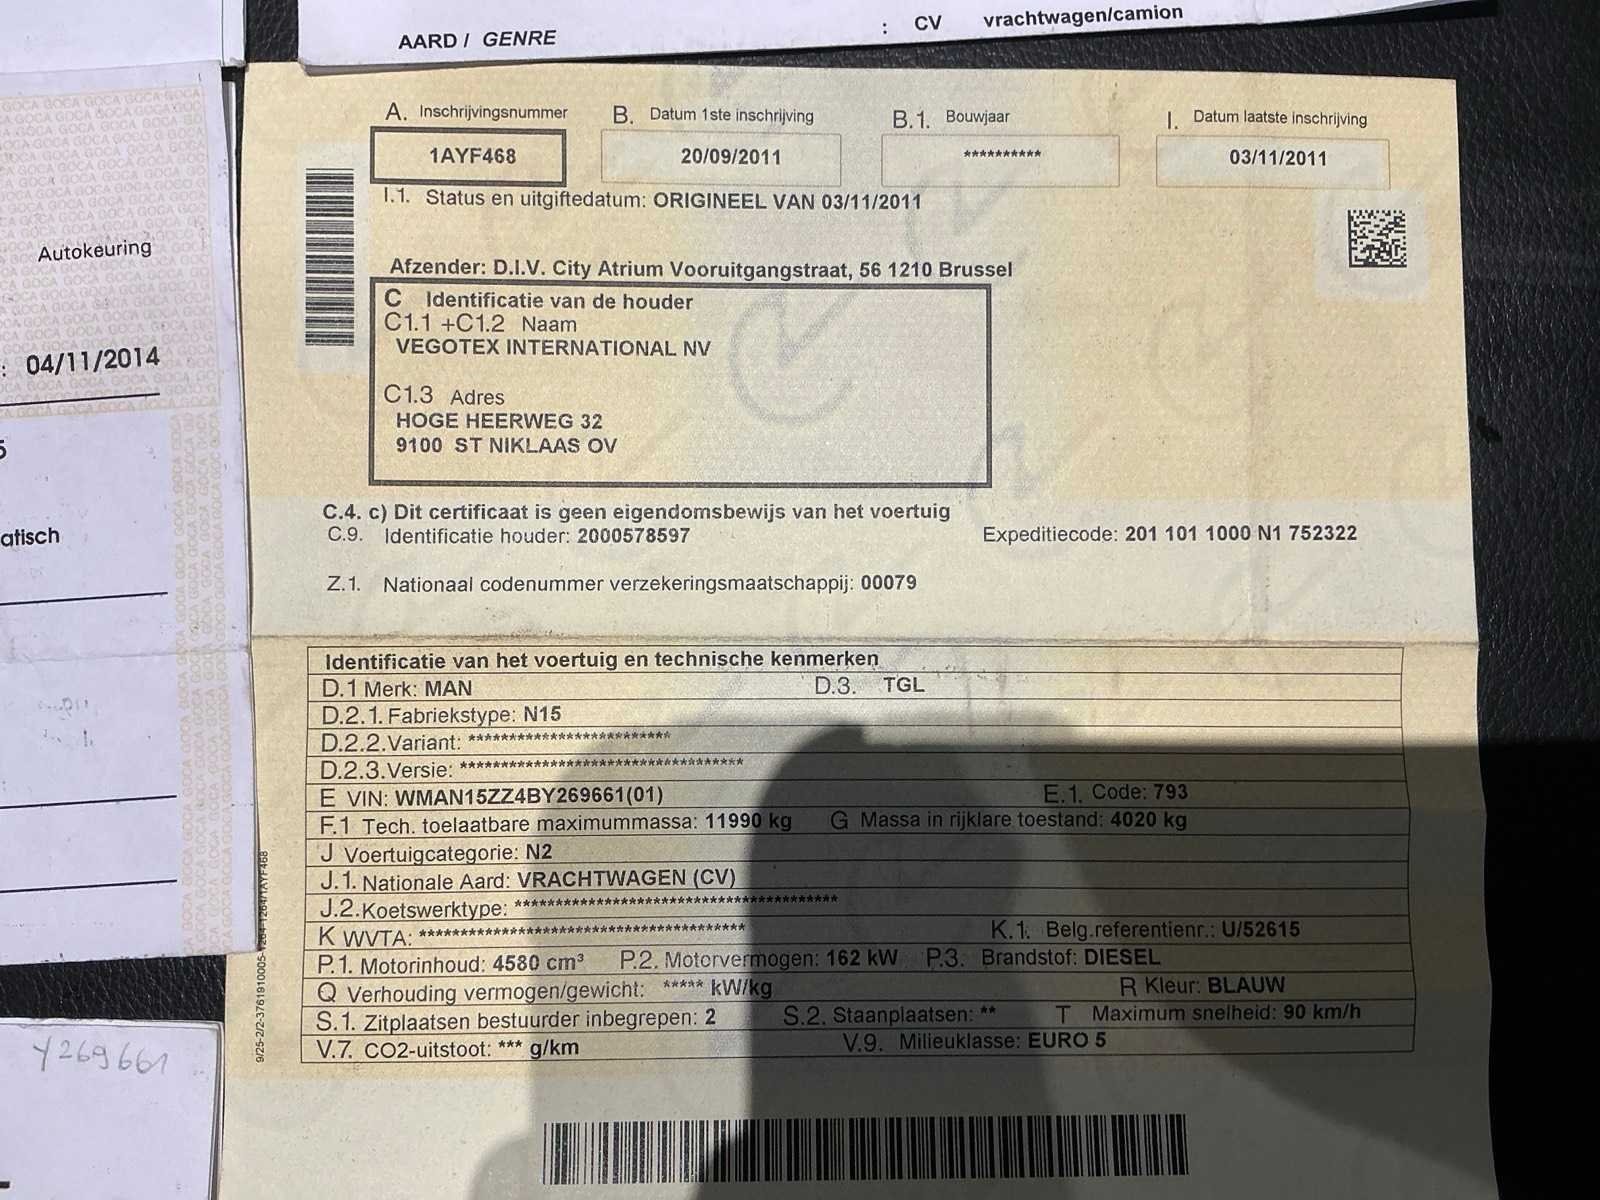 AARD / GENRE : CV vrachtwagen/camion
Autokeuring
: 04/11/2014
atisch
Y269661
A. Inschrijvingsnummer B. Datum 1ste inschrijving B.1. Bouwjaar I. Datum laatste inschrijving
1AYF468 20/09/2011 ********** 03/11/2011
I.1. Status en uitgiftedatum: ORIGINEEL VAN 03/11/2011
Afzender: D.I.V. City Atrium Vooruitgangstraat, 56 1210 Brussel
C Identificatie van de houder
C1.1 +C1.2 Naam
VEGOTEX INTERNATIONAL NV
C1.3 Adres
HOGE HEERWEG 32
9100 ST NIKLAAS OV
C.4. c) Dit certificaat is geen eigendomsbewijs van het voertuig
C.9. Identificatie houder: 2000578597 Expeditiecode: 201 101 1000 N1 752322
Z.1. Nationaal codenummer verzekeringsmaatschappij: 00079
Identificatie van het voertuig en technische kenmerken
D.1 Merk: MAN D.3. TGL
D.2.1. Fabriekstype: N15
D.2.2. Variant: *************************
D.2.3. Versie: ***********************************
E VIN: WMAN15ZZ4BY269661(01) E.1. Code: 793
F.1 Tech. toelaatbare maximummassa: 11990 kg G Massa in rijklare toestand: 4020 kg
J Voertuigcategorie: N2
J.1. Nationale Aard: VRACHTWAGEN (CV)
J.2. Koetswerktype: ****************************************
K WVTA: **************************************** K.1. Belg.referentienr.: U/52615
P.1. Motorinhoud: 4580 cm³ P.2. Motorvermogen: 162 kW P.3. Brandstof: DIESEL
Q Verhouding vermogen/gewicht: ***** kW/kg R Kleur: BLAUW
S.1. Zitplaatsen bestuurder inbegrepen: 2 S.2. Staanplaatsen: ** T Maximum snelheid: 90 km/h
V.7. CO2-uitstoot: *** g/km V.9. Milieuklasse: EURO 5